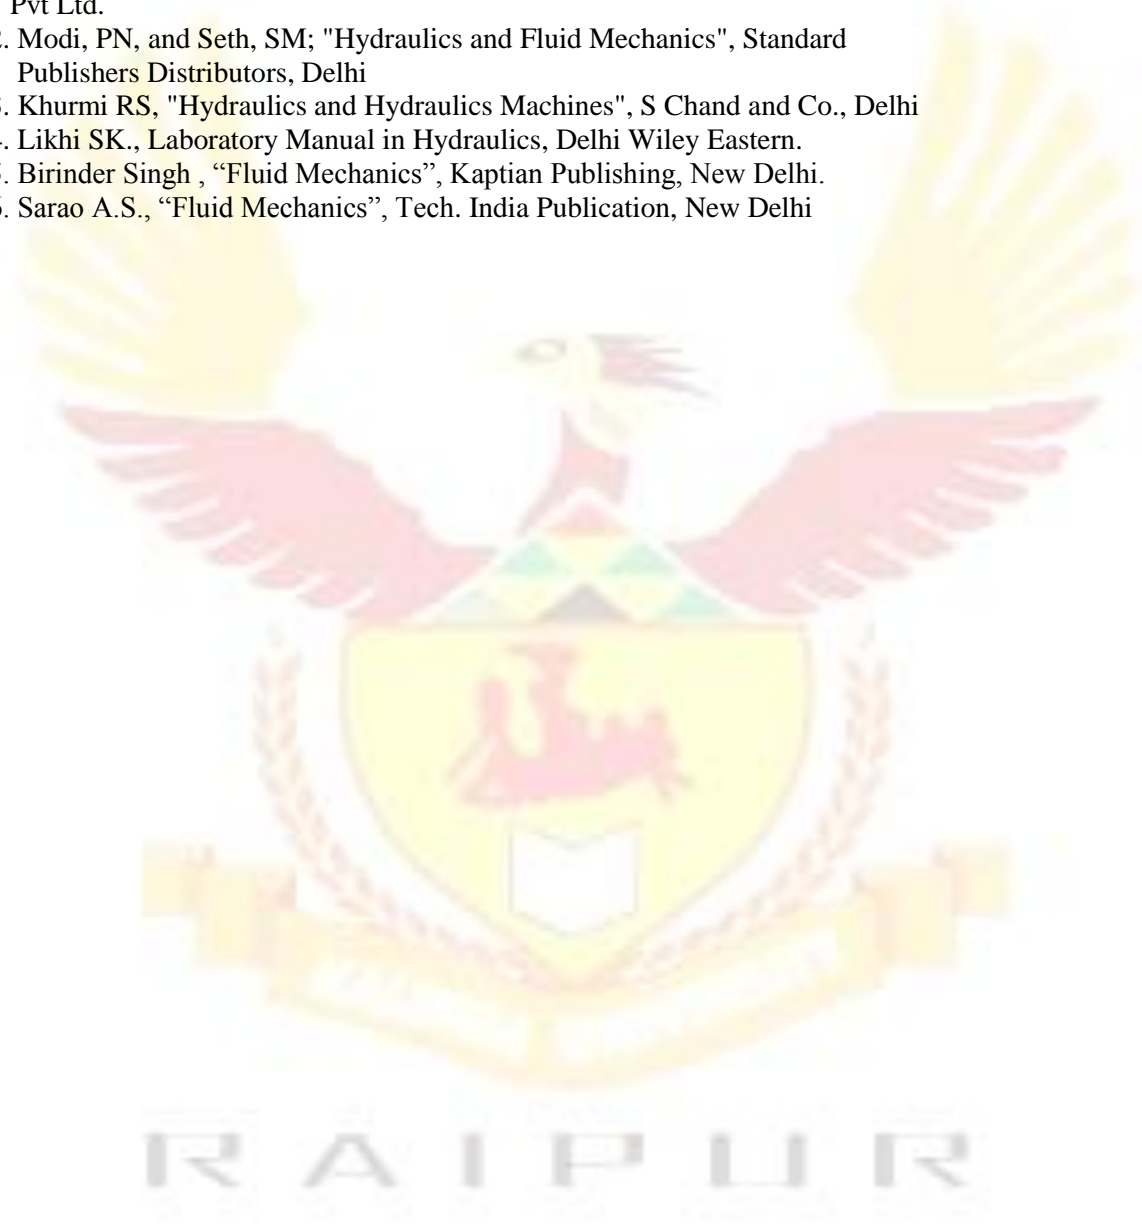 Pvt Ltd.
2. Modi, PN, and Seth, SM; "Hydraulics and Fluid Mechanics", Standard
Publishers Distributors, Delhi
3. Khurmi RS, "Hydraulics and Hydraulics Machines", S Chand and Co., Delhi
4. Likhi SK., Laboratory Manual in Hydraulics, Delhi Wiley Eastern.
5. Birinder Singh , “Fluid Mechanics”, Kaptian Publishing, New Delhi.
6. Sarao A.S., “Fluid Mechanics”, Tech. India Publication, New Delhi
RAIPUR